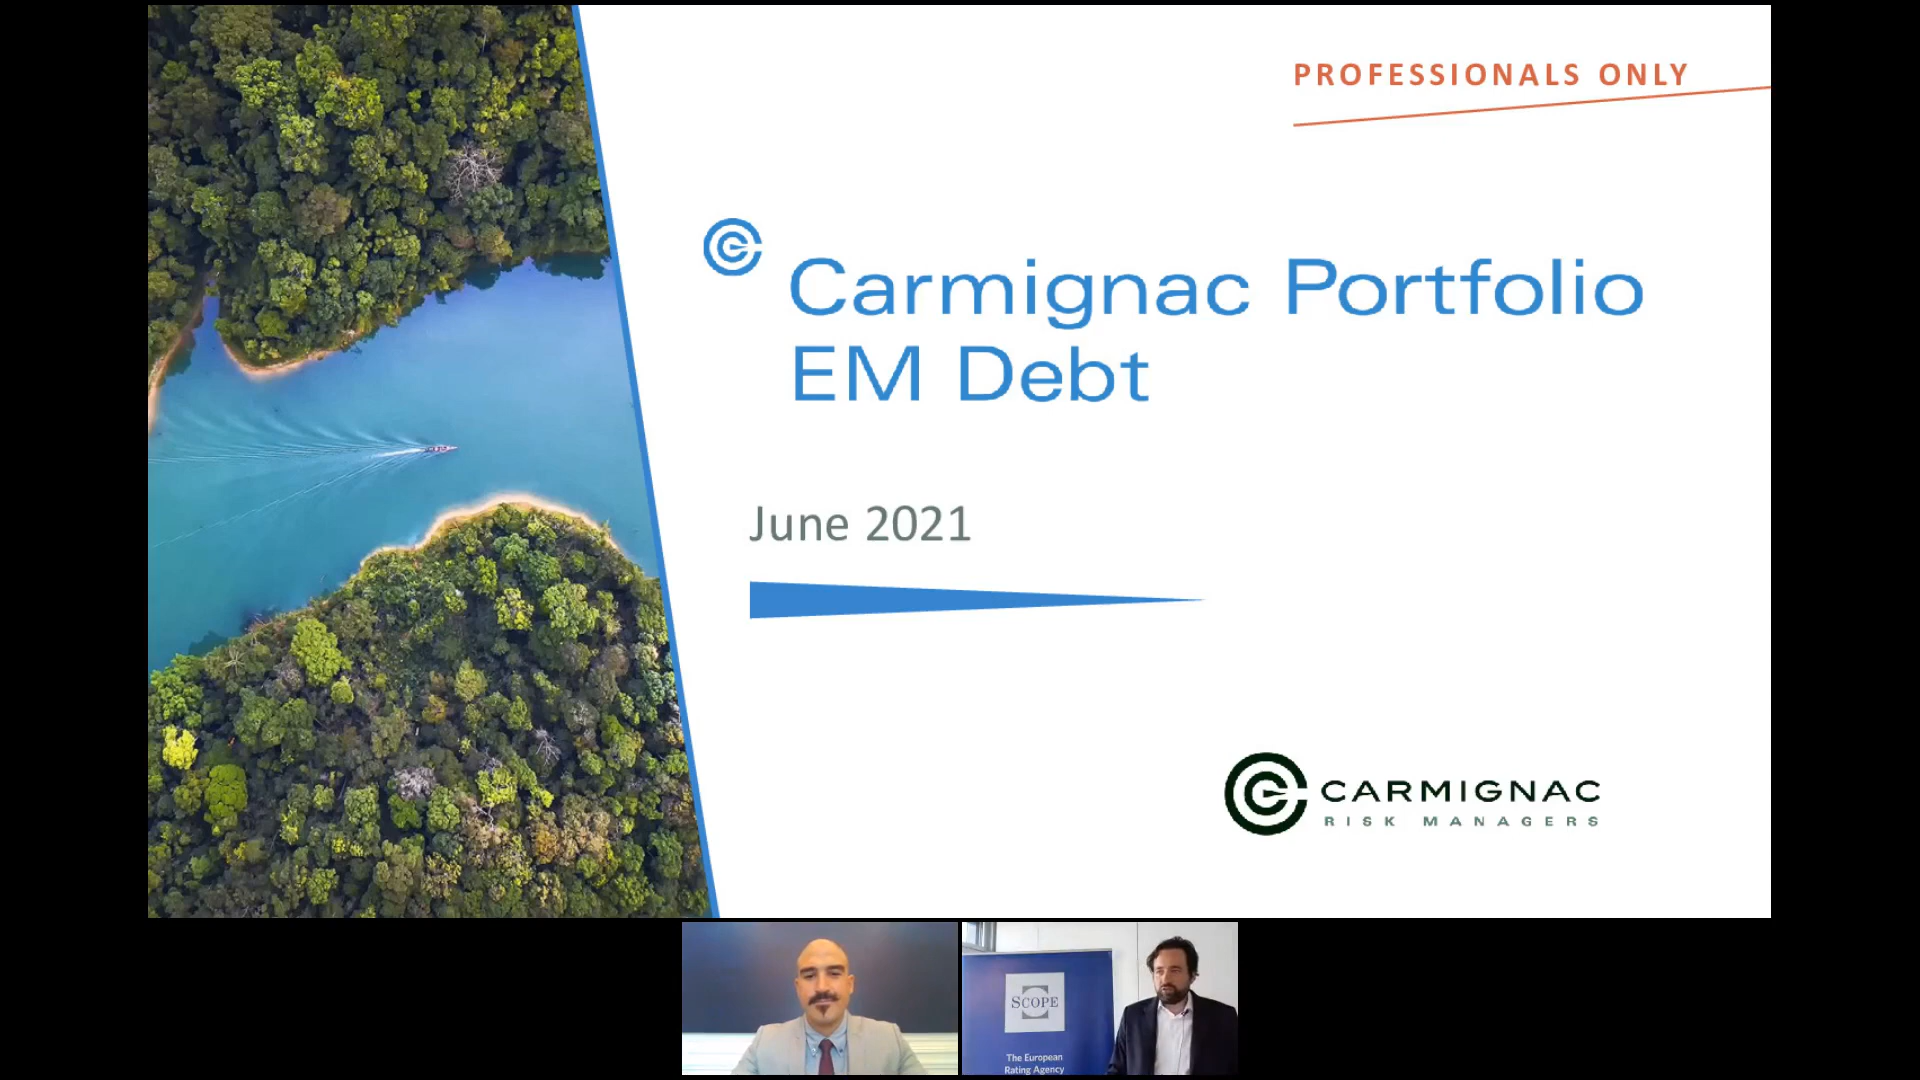 PROFESSIONALS ONLY
Carmignac Portfolio
EM Debt
June 2021
CARMIGNAC
RISK MANAGERS
SCOPE
The European
Rating Agency